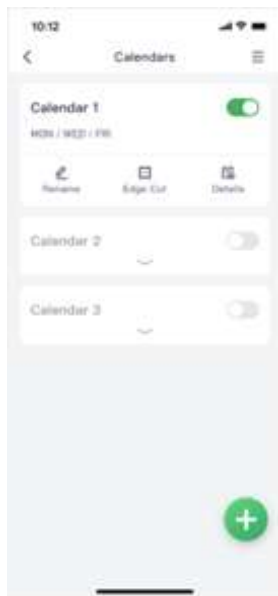 10:12
Calendars
Calendar 1
MON / WED / FRI
Rename Edge Cut Details
Calendar 2
Calendar 3